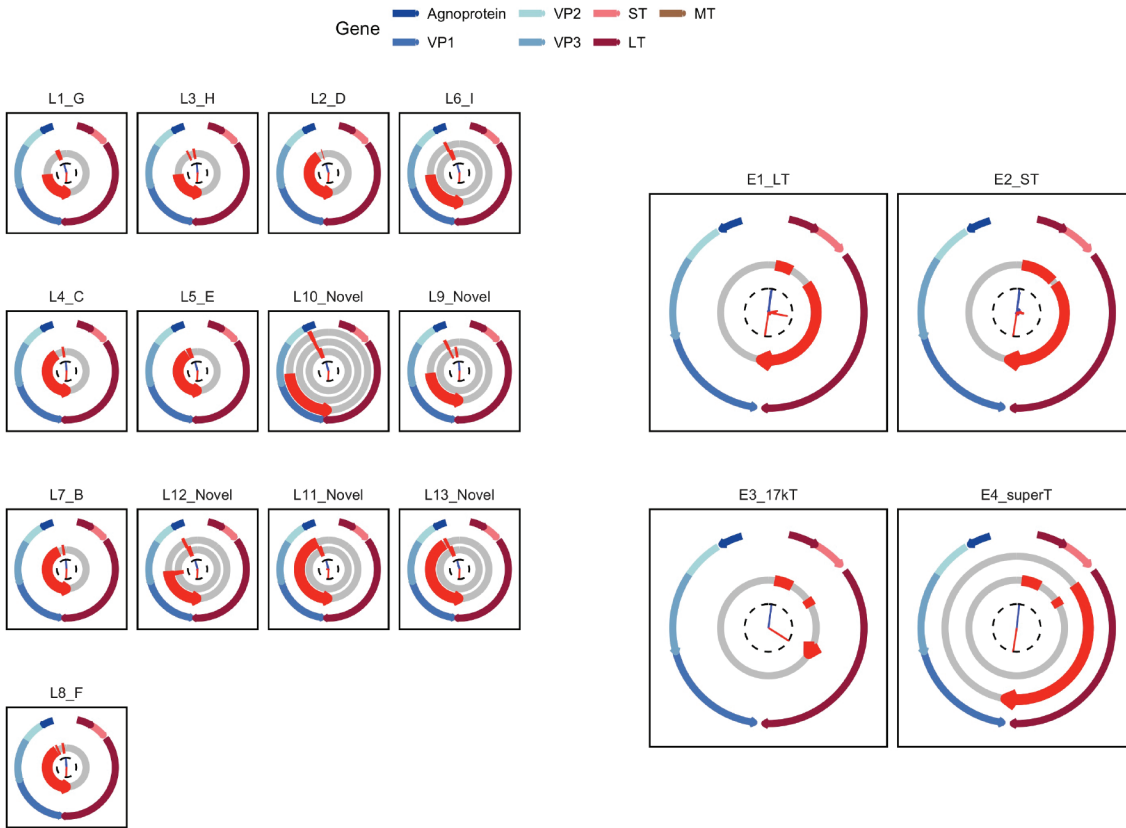 Gene
Agnoprotein VP2 ST MT
VP1 VP3 LT
L1_G L3_H L2_D L6_I
E1_LT E2_ST
L4_C L5_E L10_Novel L9_Novel
L7_B L12_Novel L11_Novel L13_Novel
E3_17kT E4_superT
L8_F